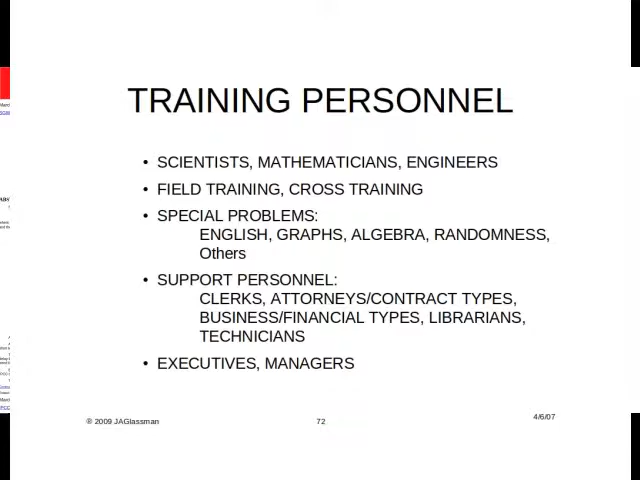 TRAINING PERSONNEL
• SCIENTISTS, MATHEMATICIANS, ENGINEERS
• FIELD TRAINING, CROSS TRAINING
• SPECIAL PROBLEMS:
ENGLISH, GRAPHS, ALGEBRA, RANDOMNESS,
Others
• SUPPORT PERSONNEL:
CLERKS, ATTORNEYS/CONTRACT TYPES,
BUSINESS/FINANCIAL TYPES, LIBRARIANS,
TECHNICIANS
• EXECUTIVES, MANAGERS
® 2009 JAGlassman
72
4/6/07